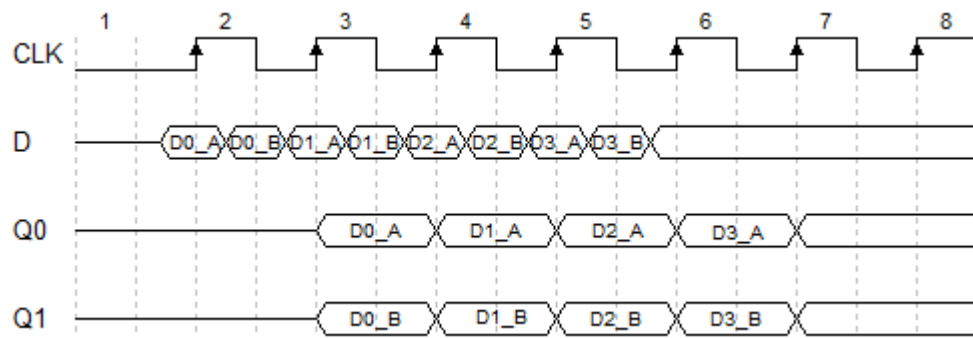 1 2 3 4 5 6 7 8
CLK
D D0_A D0_B D1_A D1_B D2_A D2_B D3_A D3_B
Q0 D0_A D1_A D2_A D3_A
Q1 D0_B D1_B D2_B D3_B